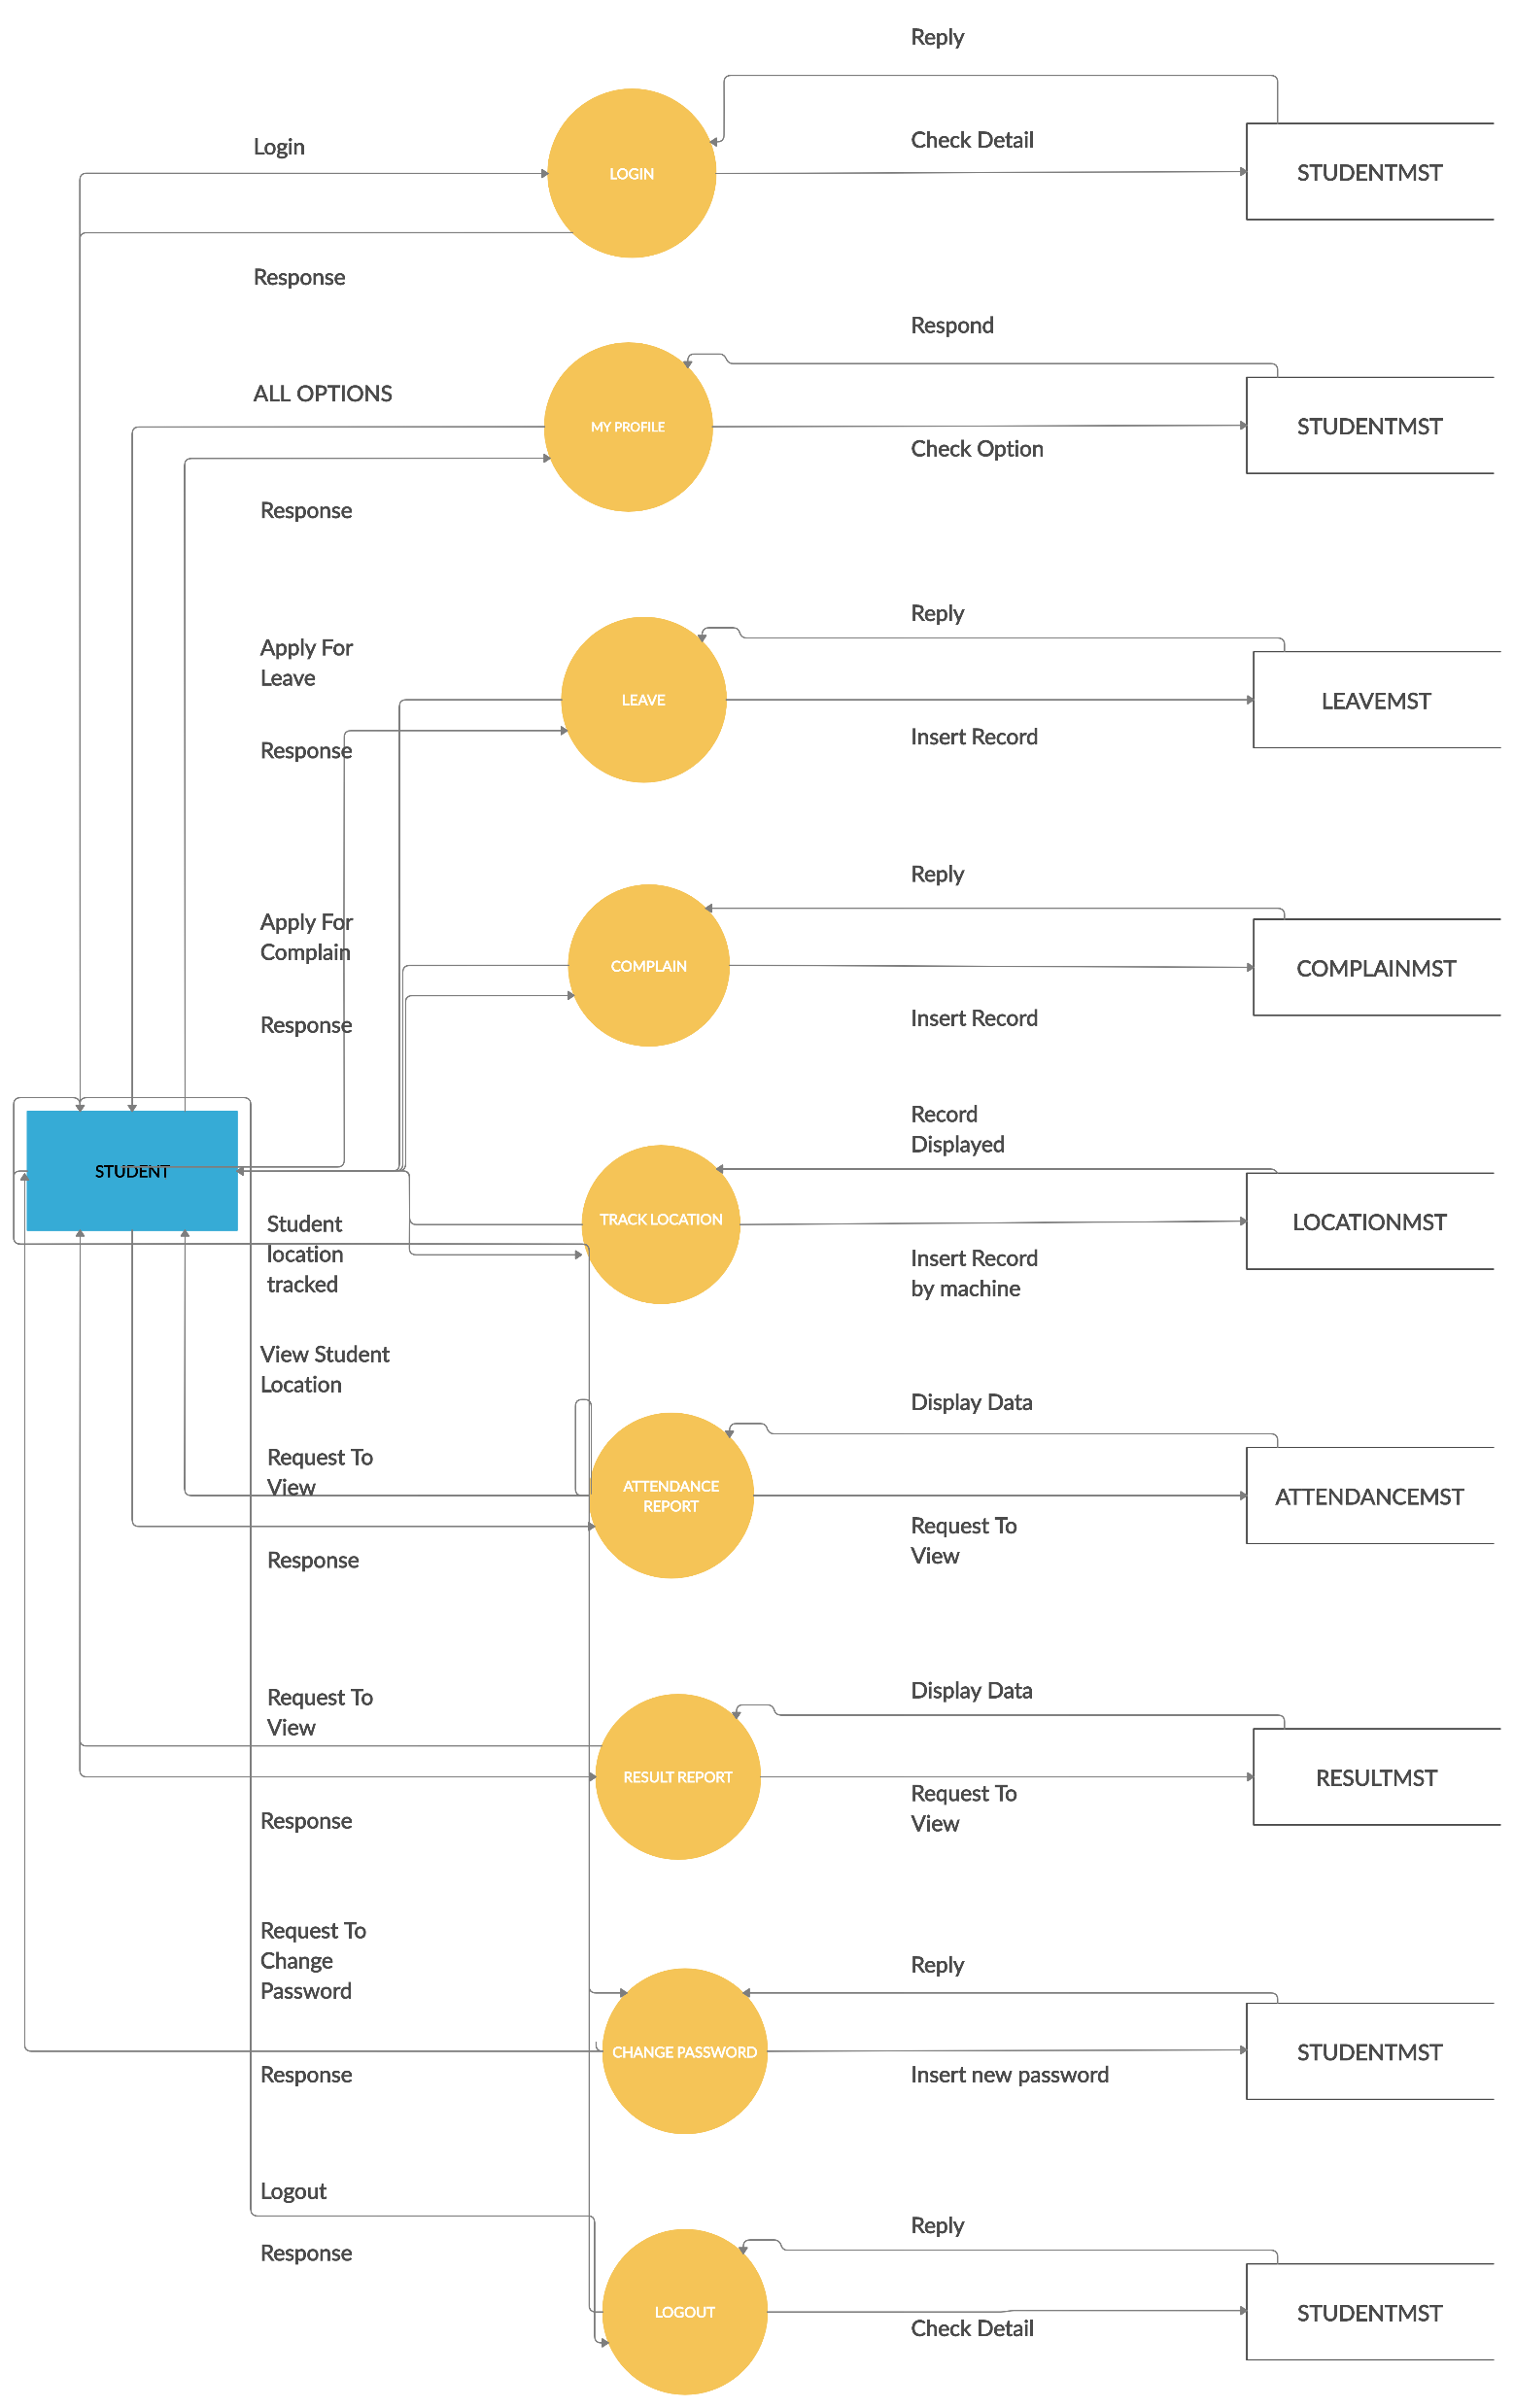 Reply
Login
Check Detail
LOGIN
STUDENTMST
Response
Respond
ALL OPTIONS
MY PROFILE
STUDENTMST
Check Option
Response
Reply
Apply For
Leave
LEAVE
LEAVEMST
Response
Insert Record
Reply
Apply For
Complain
COMPLAIN
COMPLAINMST
Response
Insert Record
Record
Displayed
STUDENT
Student
location
tracked
TRACK LOCATION
LOCATIONMST
Insert Record
by machine
View Student
Location
Display Data
Request To
View
ATTENDANCE
REPORT
ATTENDANCEMST
Request To
View
Response
Display Data
Request To
View
RESULT REPORT
RESULTMST
Request To
View
Response
Request To
Change
Password
Reply
CHANGE PASSWORD
STUDENTMST
Response
Insert new password
Logout
Reply
Response
LOGOUT
STUDENTMST
Check Detail